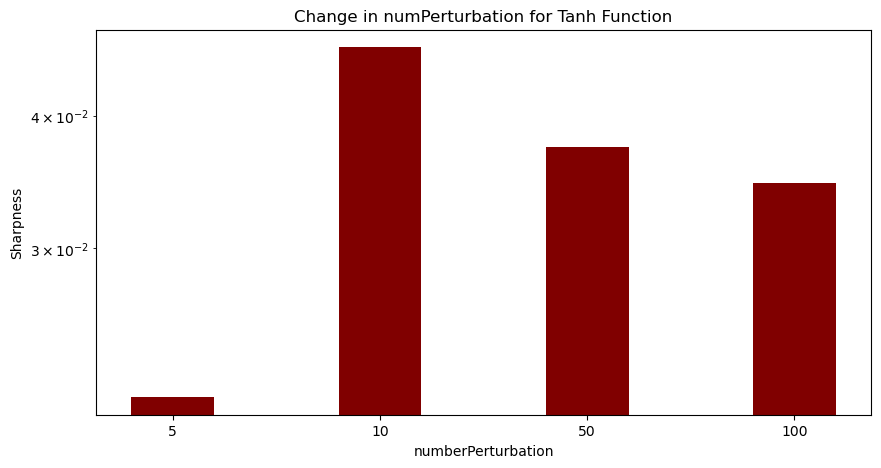 Change in numPerturbation for Tanh Function
Sharpness
4 × 10⁻²
3 × 10⁻²
5 10 50 100
numberPerturbation